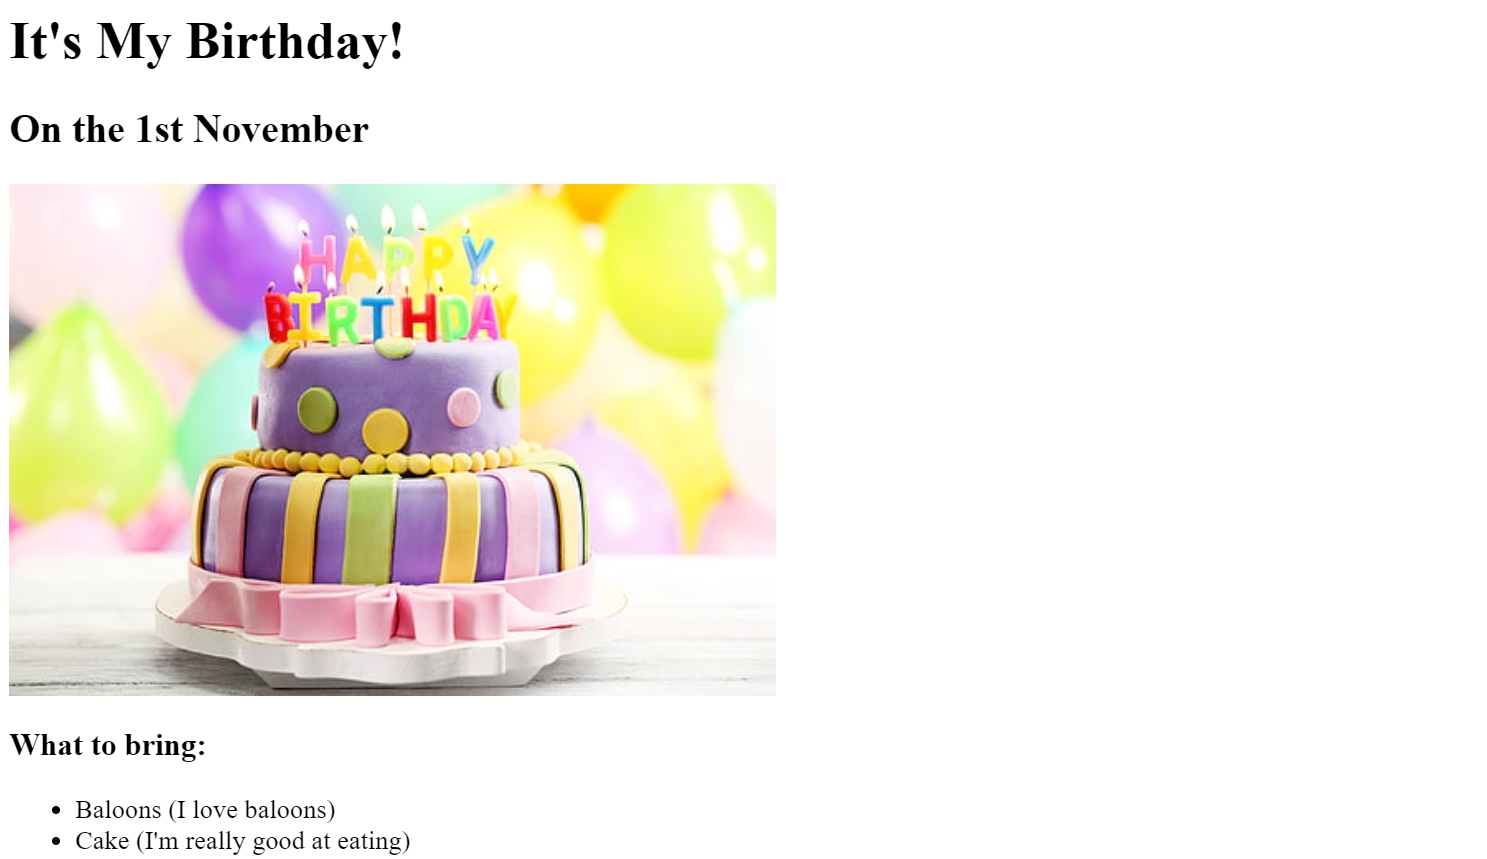 It's My Birthday!
On the 1st November
HAPPY
BIRTHDAY
What to bring:
Baloons (I love baloons)
Cake (I'm really good at eating)